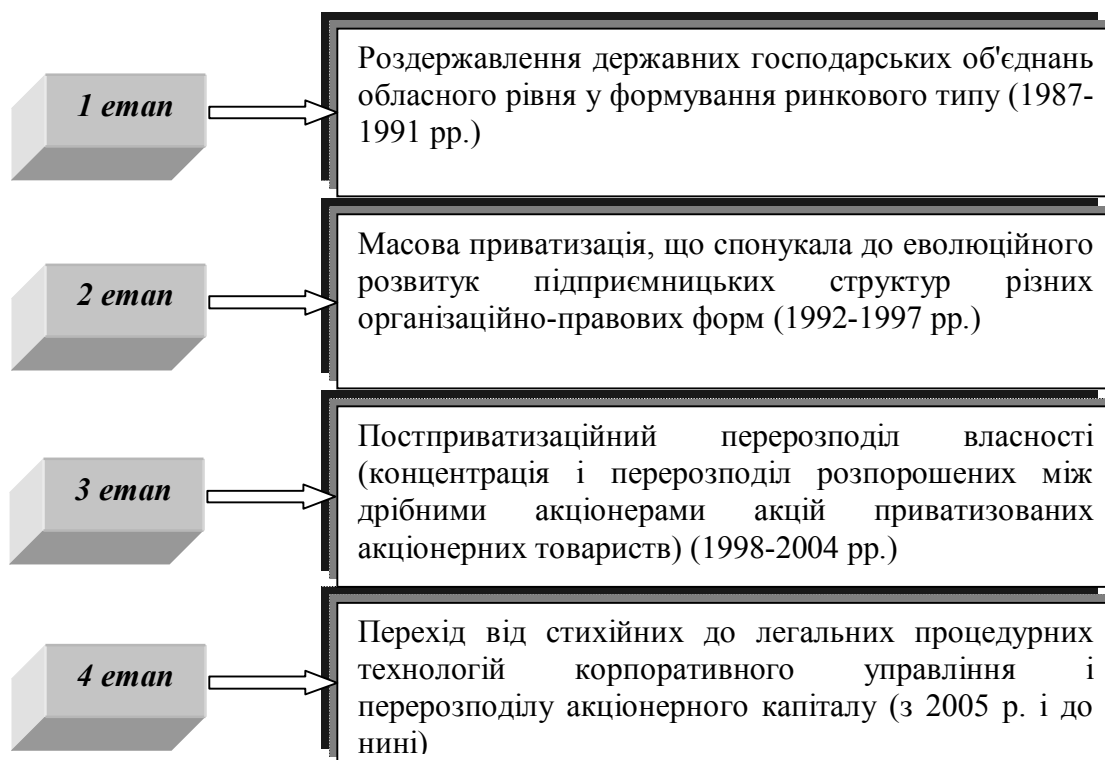 1 етап
Роздержавлення державних господарських об'єднань
обласного рівня у формування ринкового типу (1987-
1991 рр.)
2 етап
Масова приватизація, що спонукала до еволюційного
розвитук підприємницьких структур різних
організаційно-правових форм (1992-1997 рр.)
3 етап
Постприватизаційний перерозподіл власності
(концентрація і перерозподіл розпорошених між
дрібними акціонерами акцій приватизованих
акціонерних товариств) (1998-2004 рр.)
4 етап
Перехід від стихійних до легальних процедурних
технологій корпоративного управління і
перерозподілу акціонерного капіталу (з 2005 р. і до
нині)